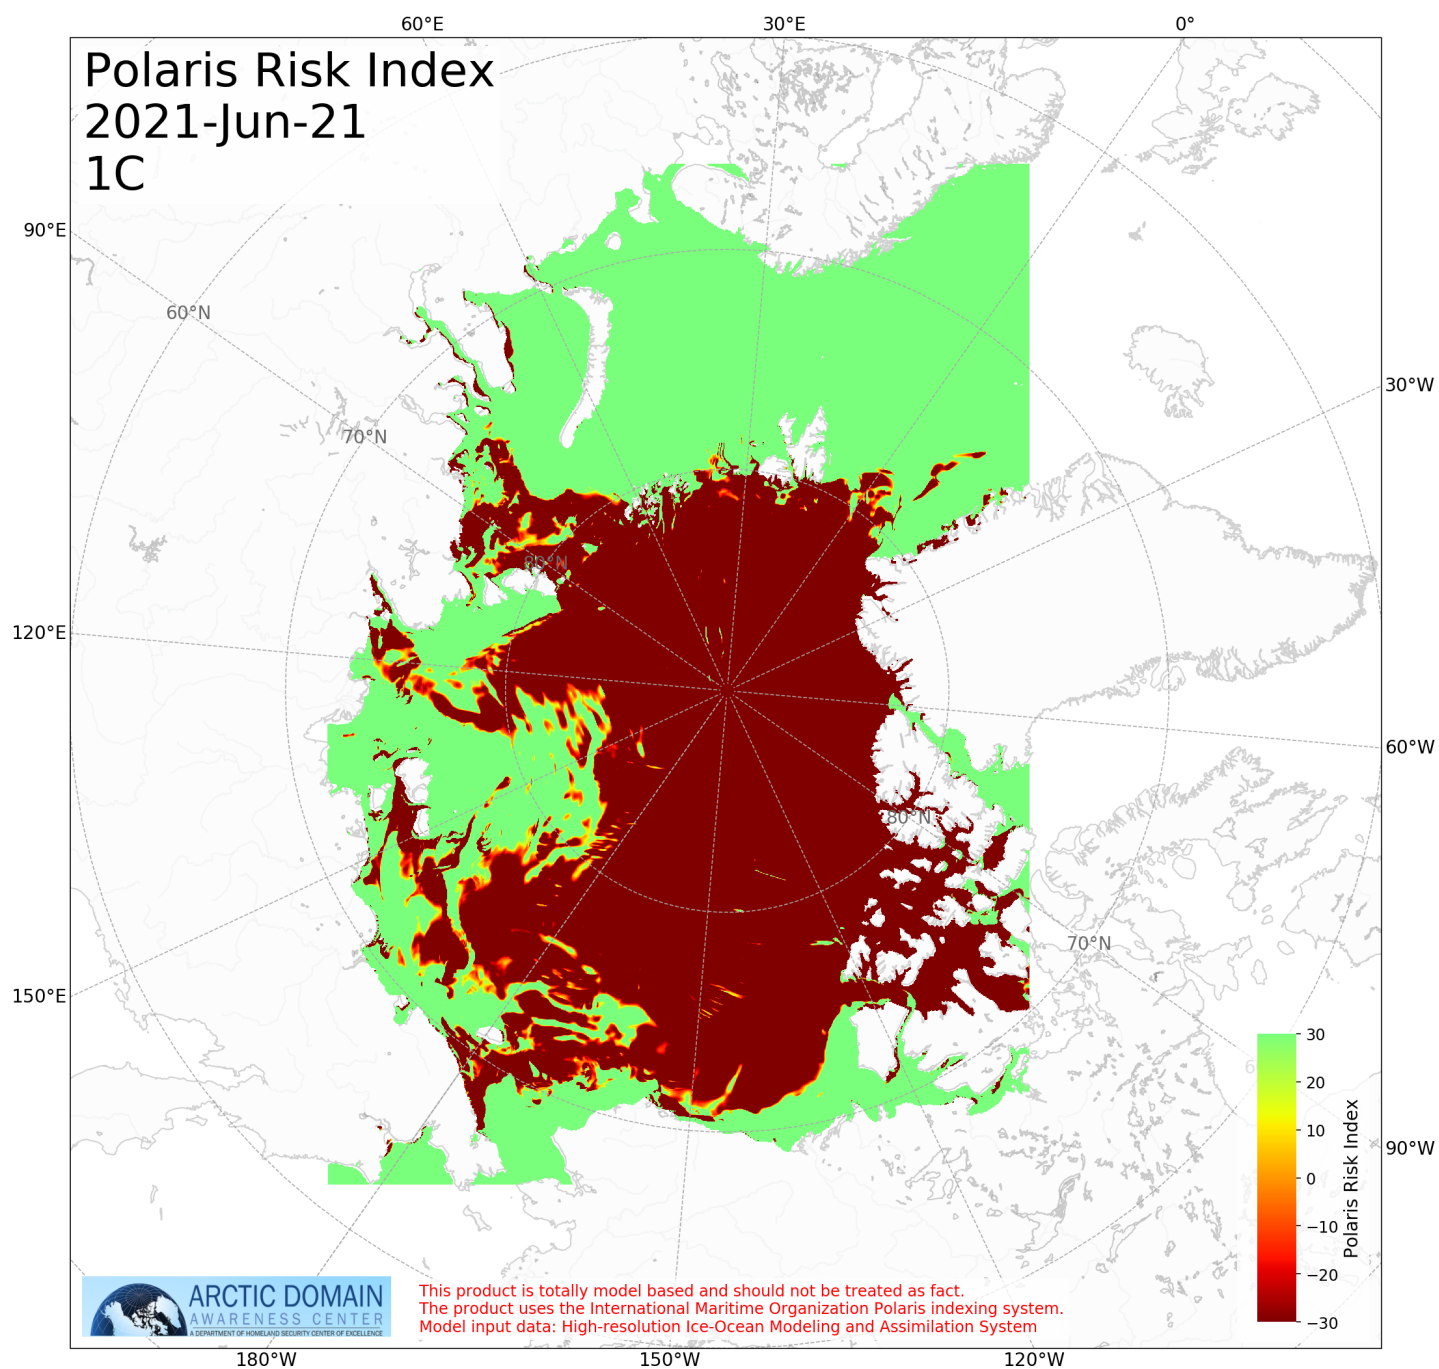 60°E 30°E 0°
Polaris Risk Index
2021-Jun-21
1C
90°E
60°N
30°W
70°N
80°N
120°E
60°W
80°N
70°N
150°E
30
20
10
0
−10
−20
−30
Polaris Risk Index
90°W
ARCTIC DOMAIN
AWARENESS CENTER
A DEPARTMENT OF HOMELAND SECURITY CENTER OF EXCELLENCE
This product is totally model based and should not be treated as fact.
The product uses the International Maritime Organization Polaris indexing system.
Model input data: High-resolution Ice-Ocean Modeling and Assimilation System
180°W 150°W 120°W